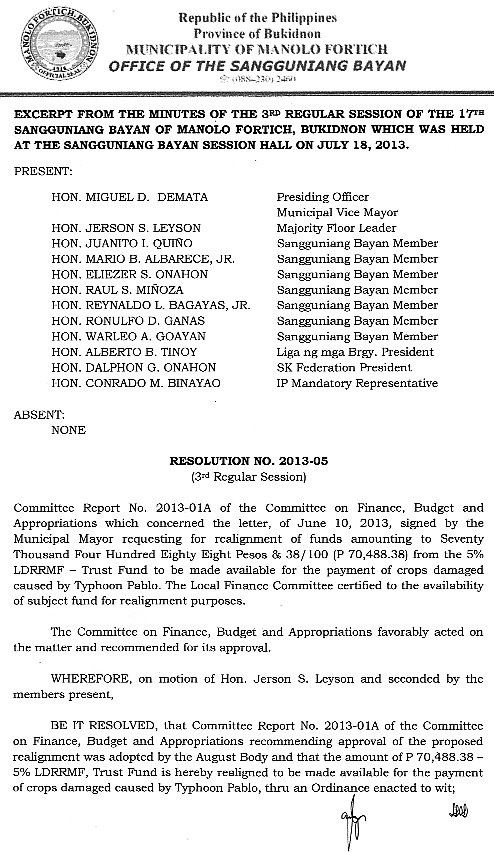 Republic of the Philippines
Province of Bukidnon
MUNICIPALITY OF MANOLO FORTICH
OFFICE OF THE SANGGUNIANG BAYAN
☏ (088-230) 2460
EXCERPT FROM THE MINUTES OF THE 3RD REGULAR SESSION OF THE 17TH
SANGGUNIANG BAYAN OF MANOLO FORTICH, BUKIDNON WHICH WAS HELD
AT THE SANGGUNIANG BAYAN SESSION HALL ON JULY 18, 2013.
PRESENT:
HON. MIGUEL D. DEMATA Presiding Officer
Municipal Vice Mayor
HON. JERSON S. LEYSON Majority Floor Leader
HON. JUANITO I. QUIÑO Sangguniang Bayan Member
HON. MARIO B. ALBARECE, JR. Sangguniang Bayan Member
HON. ELIEZER S. ONAHON Sangguniang Bayan Member
HON. RAUL S. MIÑOZA Sangguniang Bayan Member
HON. REYNALDO L. BAGAYAS, JR. Sangguniang Bayan Member
HON. RONULFO D. GANAS Sangguniang Bayan Member
HON. WARLEO A. GOAYAN Sangguniang Bayan Member
HON. ALBERTO B. TINOY Liga ng mga Brgy. President
HON. DALPHON G. ONAHON SK Federation President
HON. CONRADO M. BINAYAO IP Mandatory Representative
ABSENT:
NONE
RESOLUTION NO. 2013-05
(3rd Regular Session)
Committee Report No. 2013-01A of the Committee on Finance, Budget and
Appropriations which concerned the letter, of June 10, 2013, signed by the
Municipal Mayor requesting for realignment of funds amounting to Seventy
Thousand Four Hundred Eighty Eight Pesos & 38/100 (P 70,488.38) from the 5%
LDRRMF – Trust Fund to be made available for the payment of crops damaged
caused by Typhoon Pablo. The Local Finance Committee certified to the availability
of subject fund for realignment purposes.
The Committee on Finance, Budget and Appropriations favorably acted on
the matter and recommended for its approval.
WHEREFORE, on motion of Hon. Jerson S. Leyson and seconded by the
members present,
BE IT RESOLVED, that Committee Report No. 2013-01A of the Committee
on Finance, Budget and Appropriations recommending approval of the proposed
realignment was adopted by the August Body and that the amount of P 70,488.38 –
5% LDRRMF, Trust Fund is hereby realigned to be made available for the payment
of crops damaged caused by Typhoon Pablo, thru an Ordinance enacted to wit;